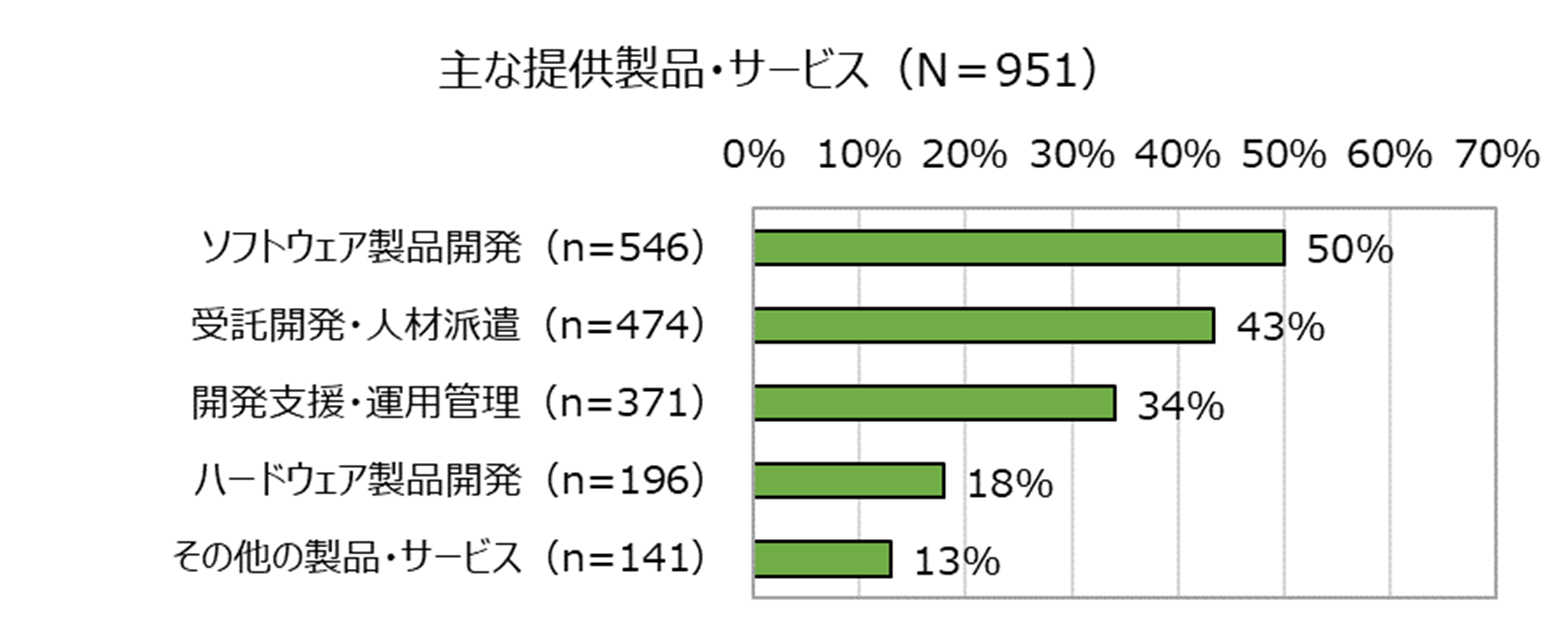 主な提供製品・サービス（N＝951）
0% 10% 20% 30% 40% 50% 60% 70%
ソフトウェア製品開発（n=546） 50%
受託開発・人材派遣（n=474） 43%
開発支援・運用管理（n=371） 34%
ハードウェア製品開発（n=196） 18%
その他の製品・サービス（n=141） 13%